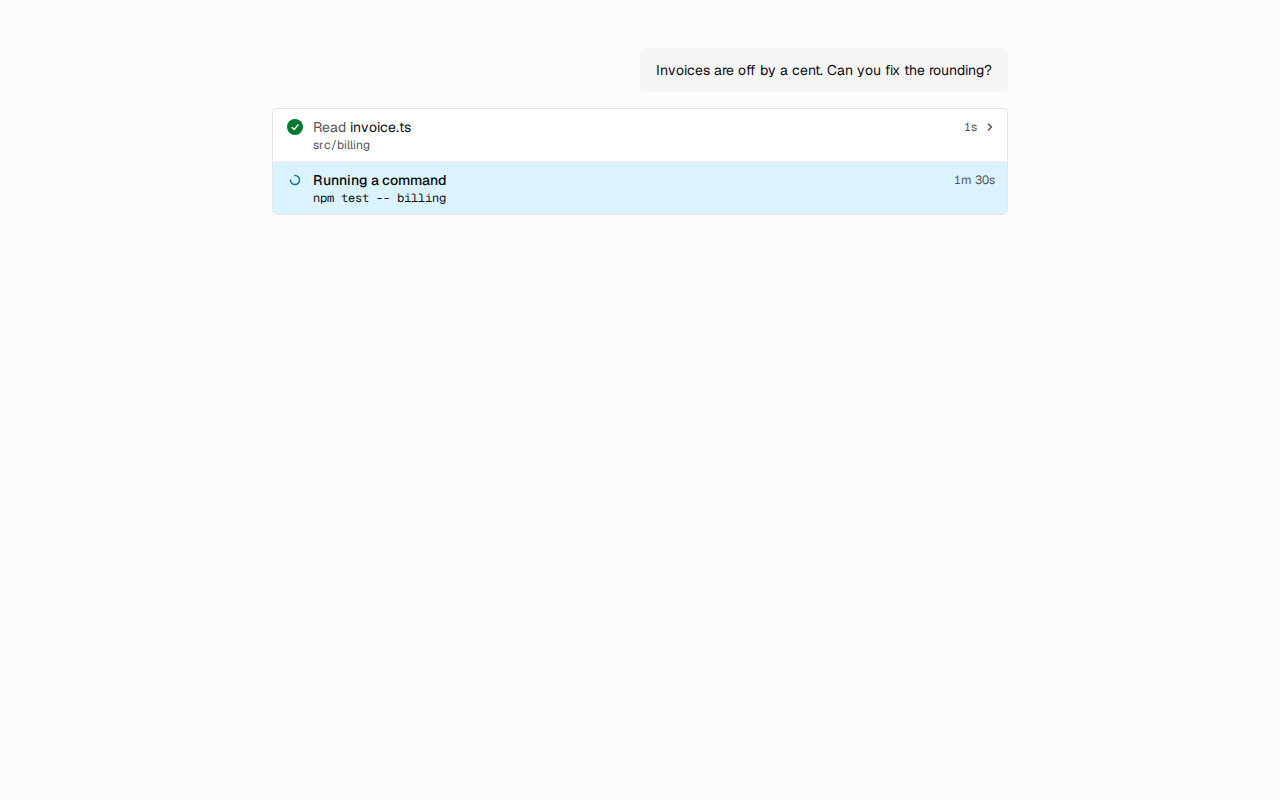 Invoices are off by a cent. Can you fix the rounding?
Read invoice.ts 1s
src/billing
Running a command 1m 30s
npm test -- billing